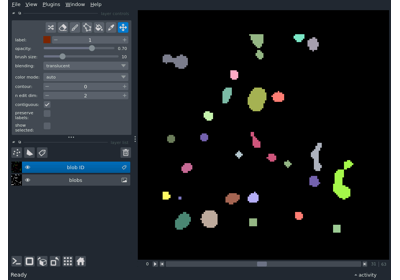 File View Plugins Window Help
label: 1
opacity: 0.70
brush size: 10
blending: translucent
color mode: auto
contour: 0
n edit dim: 2
contiguous:
preserve labels:
show selected:
blob ID
blobs
0
Ready
activity